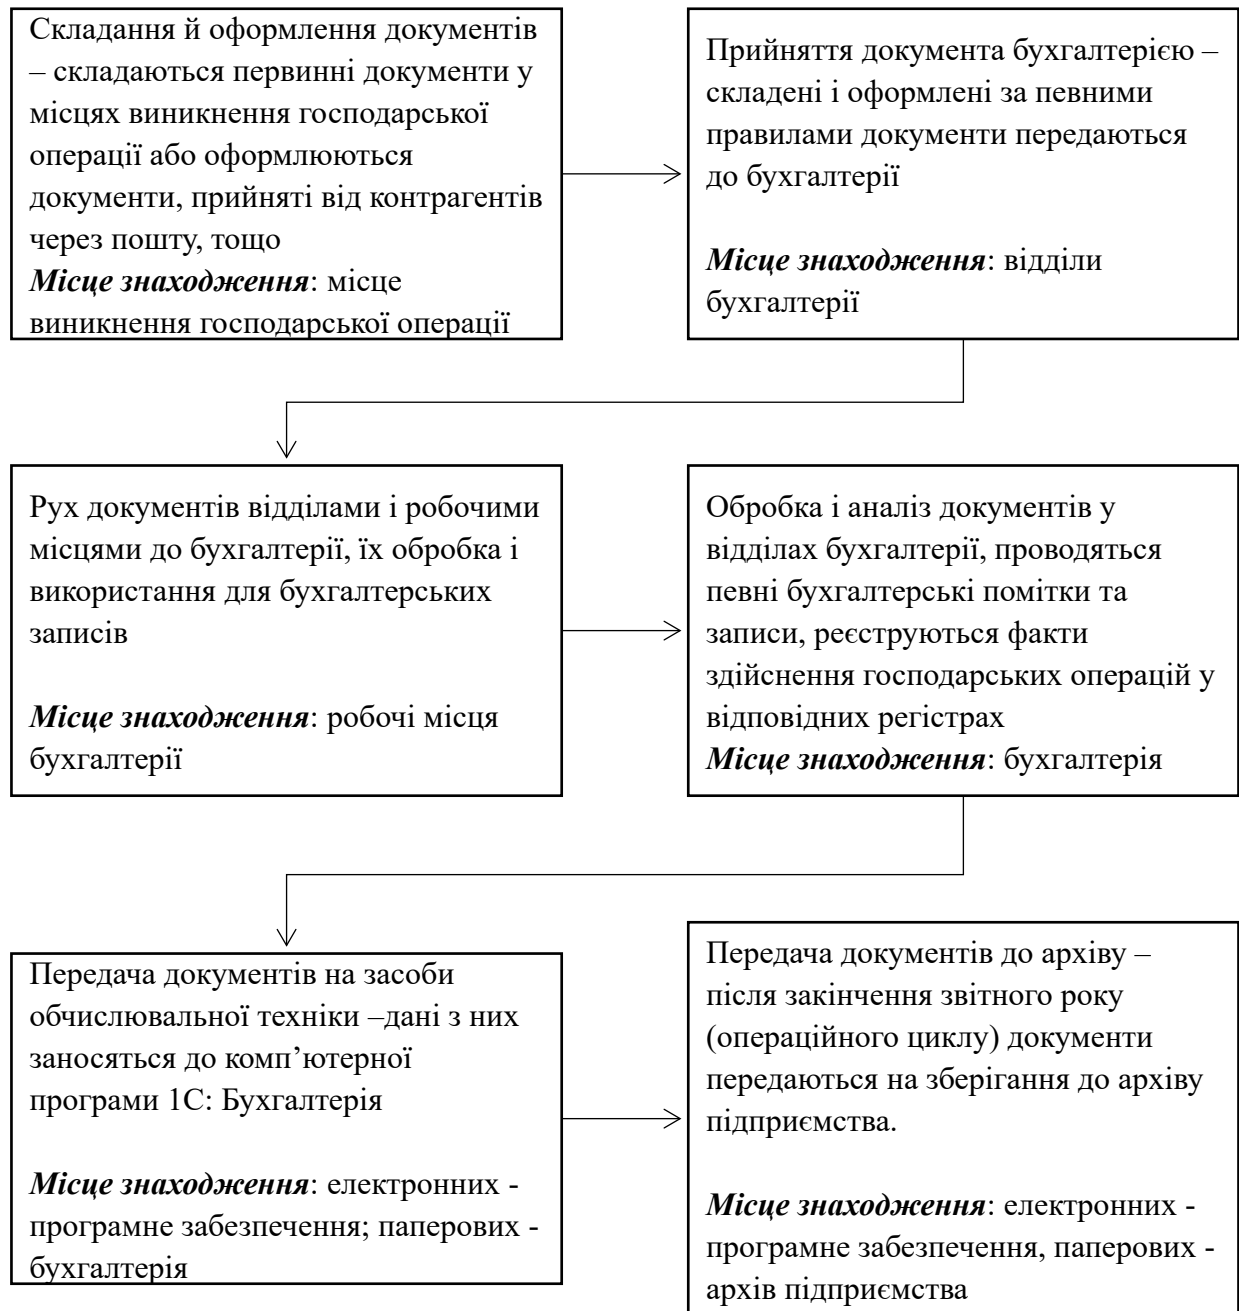 Складання й оформлення документів
– складаються первинні документи у
місцях виникнення господарської
операції або оформлюються
документи, прийняті від контрагентів
через пошту, тощо
Місце знаходження: місце
виникнення господарської операції
Прийняття документа бухгалтерією –
складені і оформлені за певними
правилами документи передаються
до бухгалтерії
Місце знаходження: відділи
бухгалтерії
Рух документів відділами і робочими
місцями до бухгалтерії, їх обробка і
використання для бухгалтерських
записів
Місце знаходження: робочі місця
бухгалтерії
Обробка і аналіз документів у
відділах бухгалтерії, проводяться
певні бухгалтерські помітки та
записи, реєструються факти
здійснення господарських операцій у
відповідних регістрах
Місце знаходження: бухгалтерія
Передача документів на засоби
обчислювальної техніки –дані з них
заносяться до комп’ютерної
програми 1С: Бухгалтерія
Місце знаходження: електронних -
програмне забезпечення; паперових -
бухгалтерія
Передача документів до архіву –
після закінчення звітного року
(операційного циклу) документи
передаються на зберігання до архіву
підприємства.
Місце знаходження: електронних -
програмне забезпечення, паперових -
архів підприємства